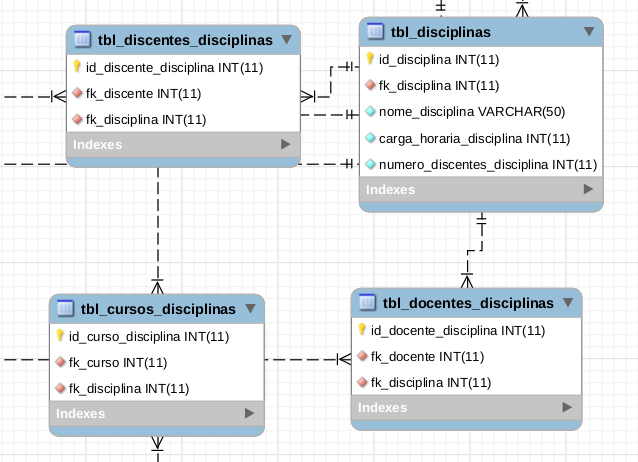 tbl_discentes_disciplinas
id_discente_disciplina INT(11)
fk_discente INT(11)
fk_disciplina INT(11)
Indexes
tbl_disciplinas
id_disciplina INT(11)
fk_disciplina INT(11)
nome_disciplina VARCHAR(50)
carga_horaria_disciplina INT(11)
numero_discentes_disciplina INT(11)
Indexes
tbl_cursos_disciplinas
id_curso_disciplina INT(11)
fk_curso INT(11)
fk_disciplina INT(11)
Indexes
tbl_docentes_disciplinas
id_docente_disciplina INT(11)
fk_docente INT(11)
fk_disciplina INT(11)
Indexes